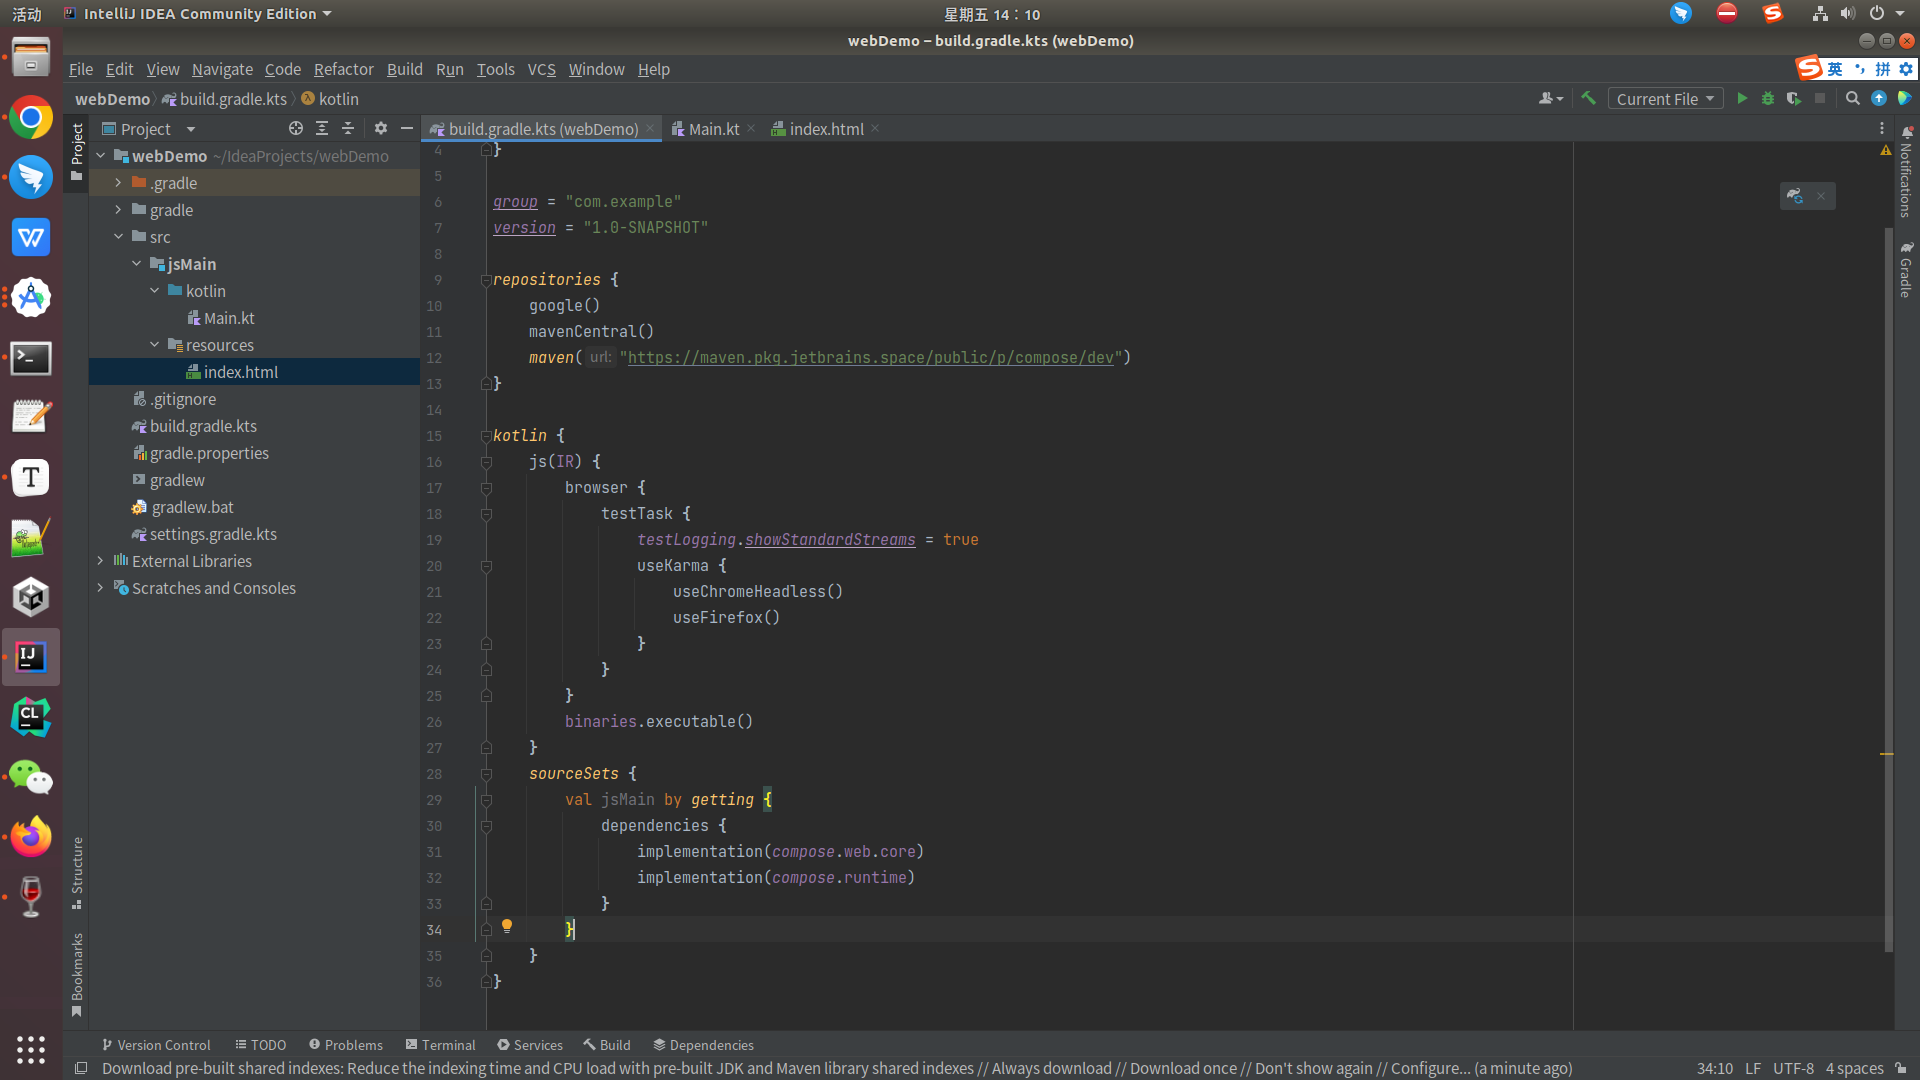 活动 IntelliJ IDEA Community Edition 星期五 14:10
webDemo – build.gradle.kts (webDemo)
File Edit View Navigate Code Refactor Build Run Tools VCS Window Help 英 拼
webDemo build.gradle.kts kotlin Current File
Project Project build.gradle.kts (webDemo) Main.kt index.html
webDemo ~/IdeaProjects/webDemo
.gradle
gradle
src
jsMain
kotlin
Main.kt
resources
index.html
.gitignore
build.gradle.kts
gradle.properties
gradlew
gradlew.bat
settings.gradle.kts
External Libraries
Scratches and Consoles
4 }
5
6 group = "com.example"
7 version = "1.0-SNAPSHOT"
8
9 repositories {
10 google()
11 mavenCentral()
12 maven( url: "https://maven.pkg.jetbrains.space/public/p/compose/dev")
13 }
14
15 kotlin {
16 js(IR) {
17 browser {
18 testTask {
19 testLogging.showStandardStreams = true
20 useKarma {
21 useChromeHeadless()
22 useFirefox()
23 }
24 }
25 }
26 binaries.executable()
27 }
28 sourceSets {
29 val jsMain by getting {
30 dependencies {
31 implementation(compose.web.core)
32 implementation(compose.runtime)
33 }
34 }
35 }
36 }
Notifications
Gradle
Structure
Bookmarks
Version Control TODO Problems Terminal Services Build Dependencies
Download pre-built shared indexes: Reduce the indexing time and CPU load with pre-built JDK and Maven library shared indexes // Always download // Download once // Don't show again // Configure... (a minute ago) 34:10 LF UTF-8 4 spaces